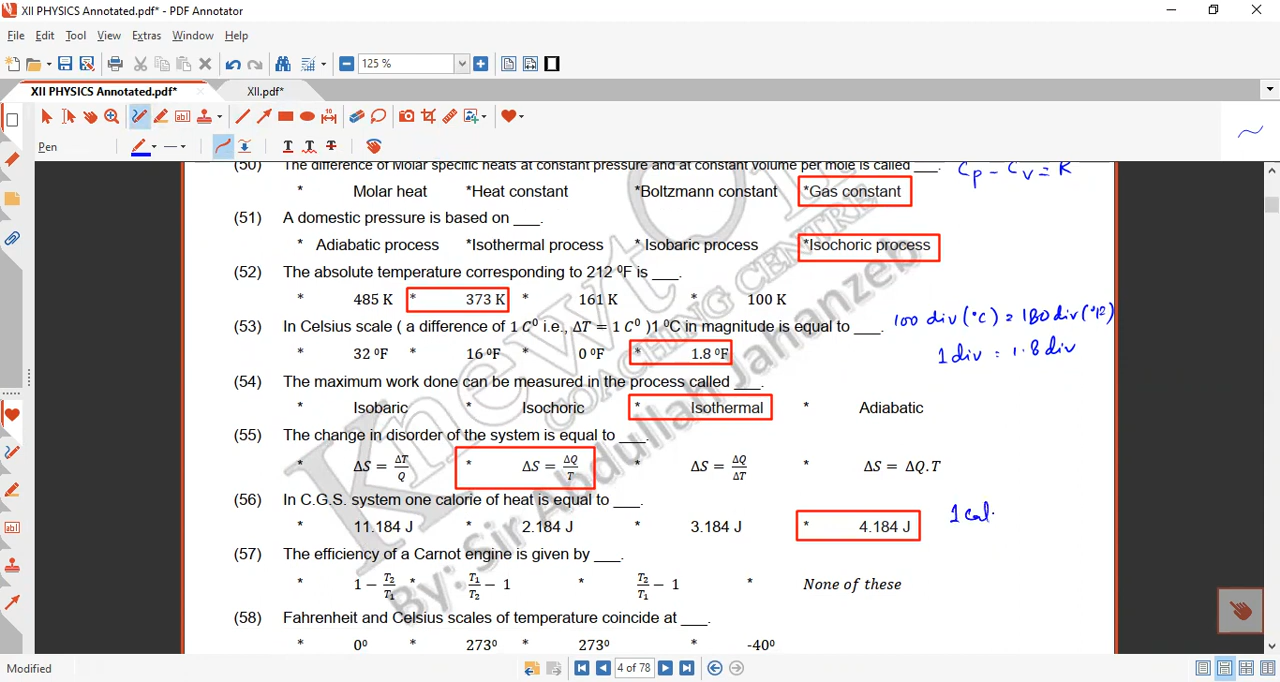 XII PHYSICS Annotated.pdf* - PDF Annotator
File Edit Tool View Extras Window Help
125 %
XII PHYSICS Annotated.pdf* XII.pdf*
Pen
(50) The difference of Molar specific heats at constant pressure and at constant volume per mole is called ___. Cp - Cv = R
* Molar heat *Heat constant *Boltzmann constant *Gas constant
(51) A domestic pressure is based on ___.
* Adiabatic process *Isothermal process * Isobaric process *Isochoric process
(52) The absolute temperature corresponding to 212 ⁰F is ___.
* 485 K * 373 K * 161 K * 100 K
(53) In Celsius scale ( a difference of 1 C⁰ i.e., ΔT = 1 C⁰ )1 ⁰C in magnitude is equal to ___. 100 div (°C) = 180 div (°F)
* 32 ⁰F * 16 ⁰F * 0 ⁰F * 1.8 ⁰F 1 div = 1.8 div
(54) The maximum work done can be measured in the process called ___.
* Isobaric * Isochoric * Isothermal * Adiabatic
(55) The change in disorder of the system is equal to ___.
* ΔS = ΔT/Q * ΔS = ΔQ/T * ΔS = ΔQ/ΔT * ΔS = ΔQ.T
(56) In C.G.S. system one calorie of heat is equal to ___.
* 11.184 J * 2.184 J * 3.184 J * 4.184 J 1 cal.
(57) The efficiency of a Carnot engine is given by ___.
* 1 − T₂/T₁ * T₁/T₂ − 1 * T₂/T₁ − 1 * None of these
(58) Fahrenheit and Celsius scales of temperature coincide at ___.
* 0⁰ * 273⁰ * 273⁰ * -40⁰
Knewton
COACHING CENTRE
By: Sir Abdullah Jahanzeb
Modified 4 of 78